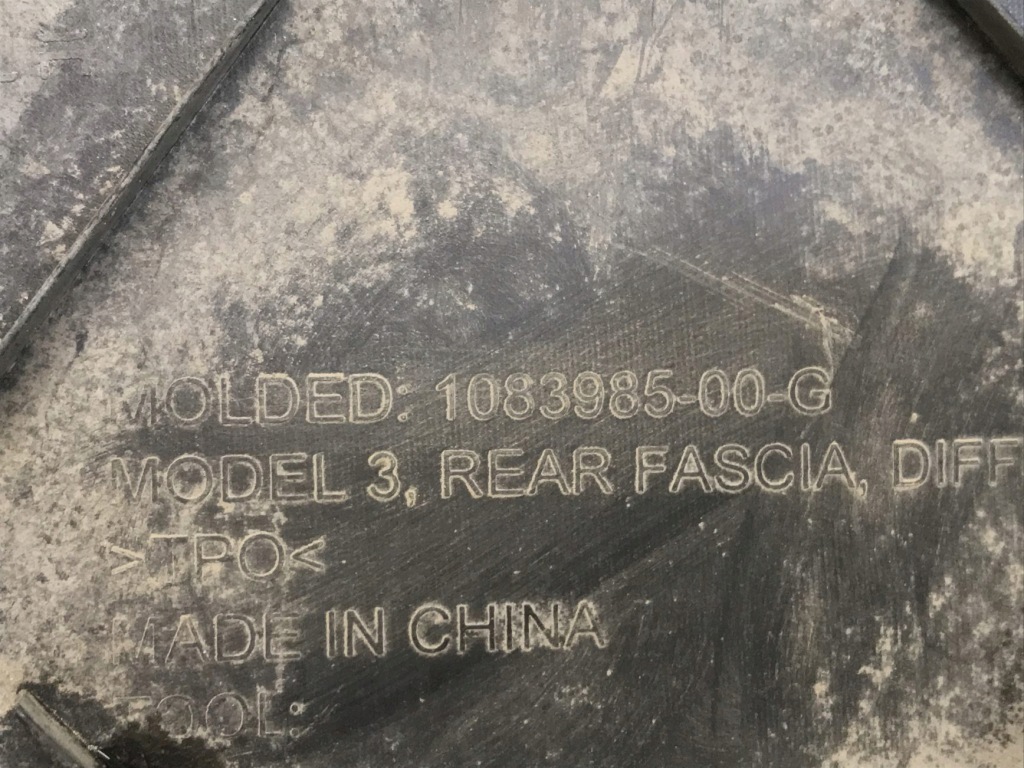 MOLDED: 1083985-00-G
MODEL 3, REAR FASCIA, DIFF
>TPO<
MADE IN CHINA
TOOL: